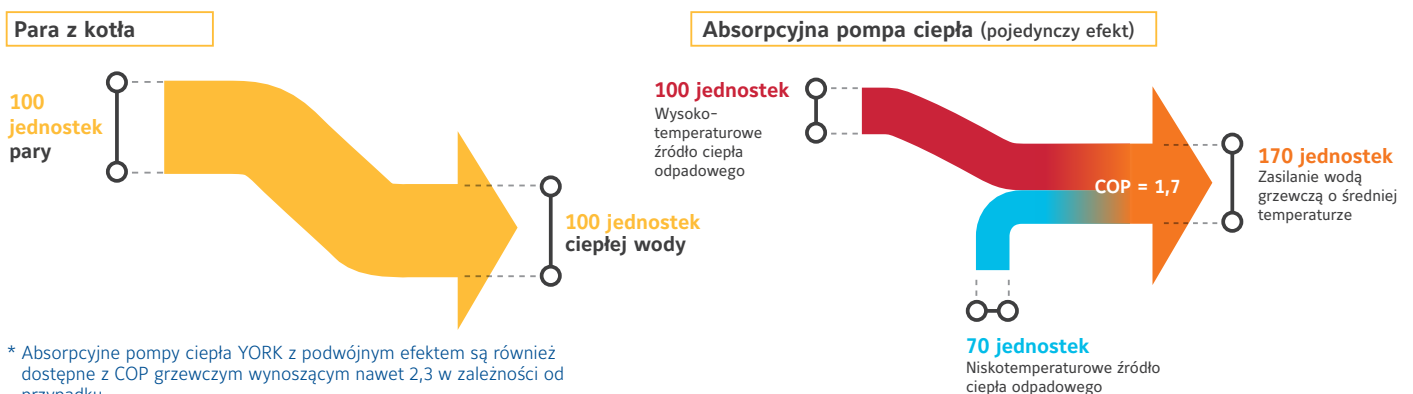 Para z kotła
100
jednostek
pary
100 jednostek
ciepłej wody
* Absorpcyjne pompy ciepła YORK z podwójnym efektem są również
dostępne z COP grzewczym wynoszącym nawet 2,3 w zależności od
Absorpcyjna pompa ciepła (pojedynczy efekt)
100 jednostek
Wysoko-
temperaturowe
źródło ciepła
odpadowego
COP = 1,7
170 jednostek
Zasilanie wodą
grzewczą o średniej
temperaturze
70 jednostek
Niskotemperaturowe źródło
ciepła odpadowego